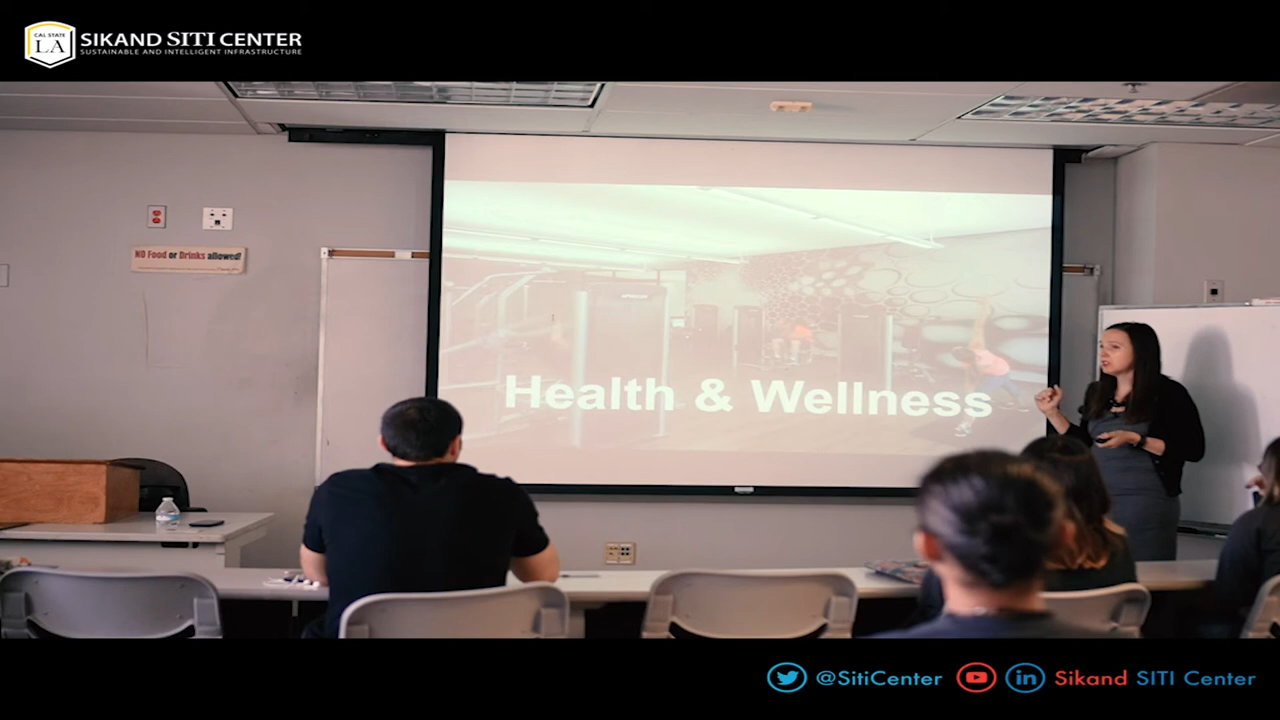 CAL STATE
LA
SIKAND SITI CENTER
SUSTAINABLE AND INTELLIGENT INFRASTRUCTURE
NO Food or Drinks allowed!
Health & Wellness
@SitiCenter
Sikand SITI Center